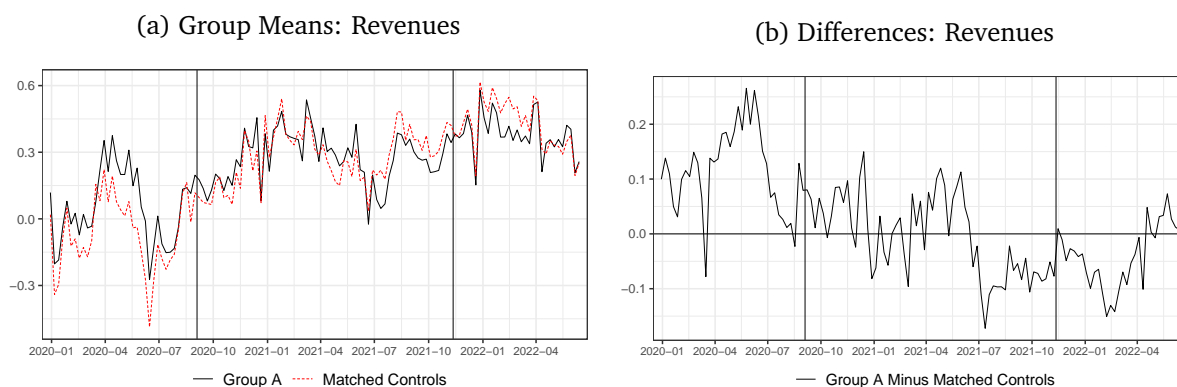 (a) Group Means: Revenues
0.6
0.3
0.0
−0.3
2020−01 2020−04 2020−07 2020−10 2021−01 2021−04 2021−07 2021−10 2022−01 2022−04
Group A Matched Controls
(b) Differences: Revenues
0.2
0.1
0.0
−0.1
2020−01 2020−04 2020−07 2020−10 2021−01 2021−04 2021−07 2021−10 2022−01 2022−04
Group A Minus Matched Controls